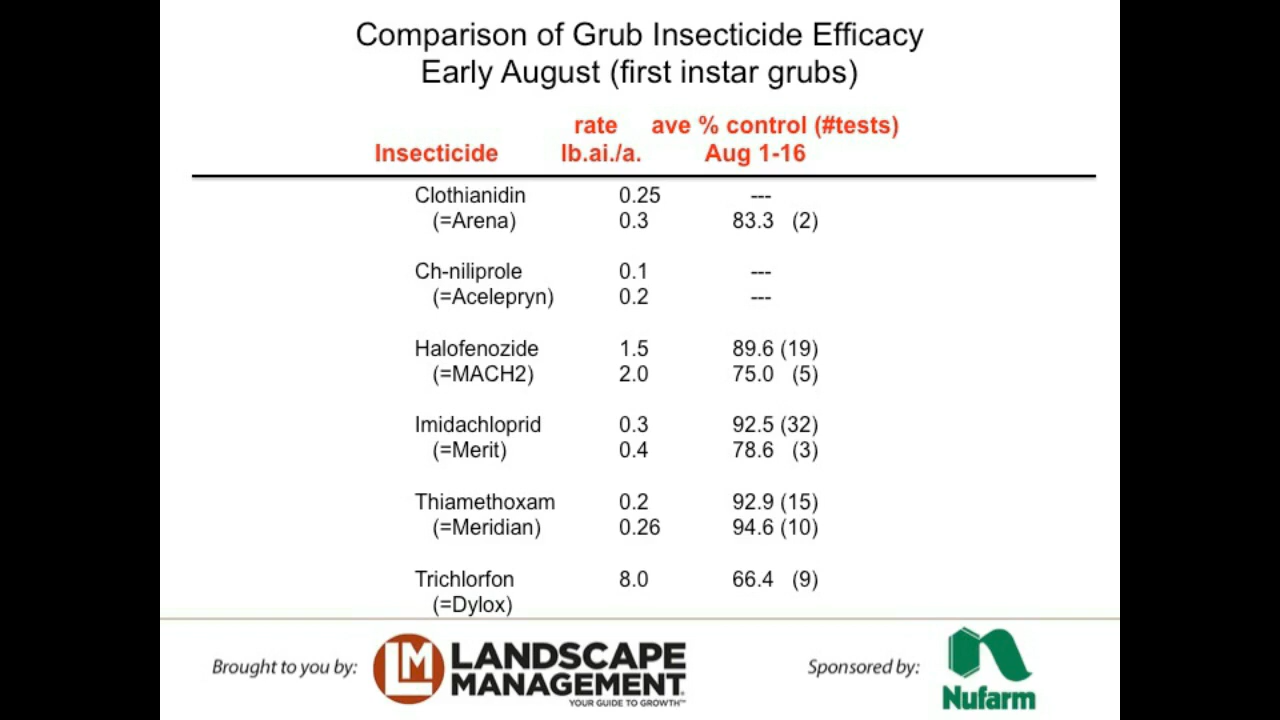 Comparison of Grub Insecticide Efficacy
Early August (first instar grubs)
rate ave % control (#tests)
Insecticide lb.ai./a. Aug 1-16
Clothianidin 0.25 ---
(=Arena) 0.3 83.3 (2)
Ch-niliprole 0.1 ---
(=Acelepryn) 0.2 ---
Halofenozide 1.5 89.6 (19)
(=MACH2) 2.0 75.0 (5)
Imidachloprid 0.3 92.5 (32)
(=Merit) 0.4 78.6 (3)
Thiamethoxam 0.2 92.9 (15)
(=Meridian) 0.26 94.6 (10)
Trichlorfon 8.0 66.4 (9)
(=Dylox)
Brought to you by: LM LANDSCAPE MANAGEMENT Sponsored by:
YOUR GUIDE TO GROWTH™
Nufarm